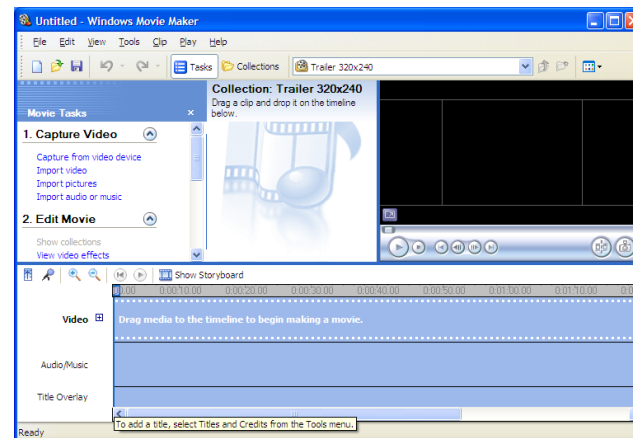 Untitled - Windows Movie Maker
File Edit View Tools Clip Play Help
Tasks Collections Trailer 320x240
Movie Tasks ×
Collection: Trailer 320x240
Drag a clip and drop it on the timeline
below.
1. Capture Video
Capture from video device
Import video
Import pictures
Import audio or music
2. Edit Movie
Show collections
View video effects
Show Storyboard
0:00:10.00 0:00:20.00 0:00:30.00 0:00:40.00 0:00:50.00 0:01:00.00 0:01:10.00
Video
Drag media to the timeline to begin making a movie.
Audio/Music
Title Overlay
To add a title, select Titles and Credits from the Tools menu.
Ready